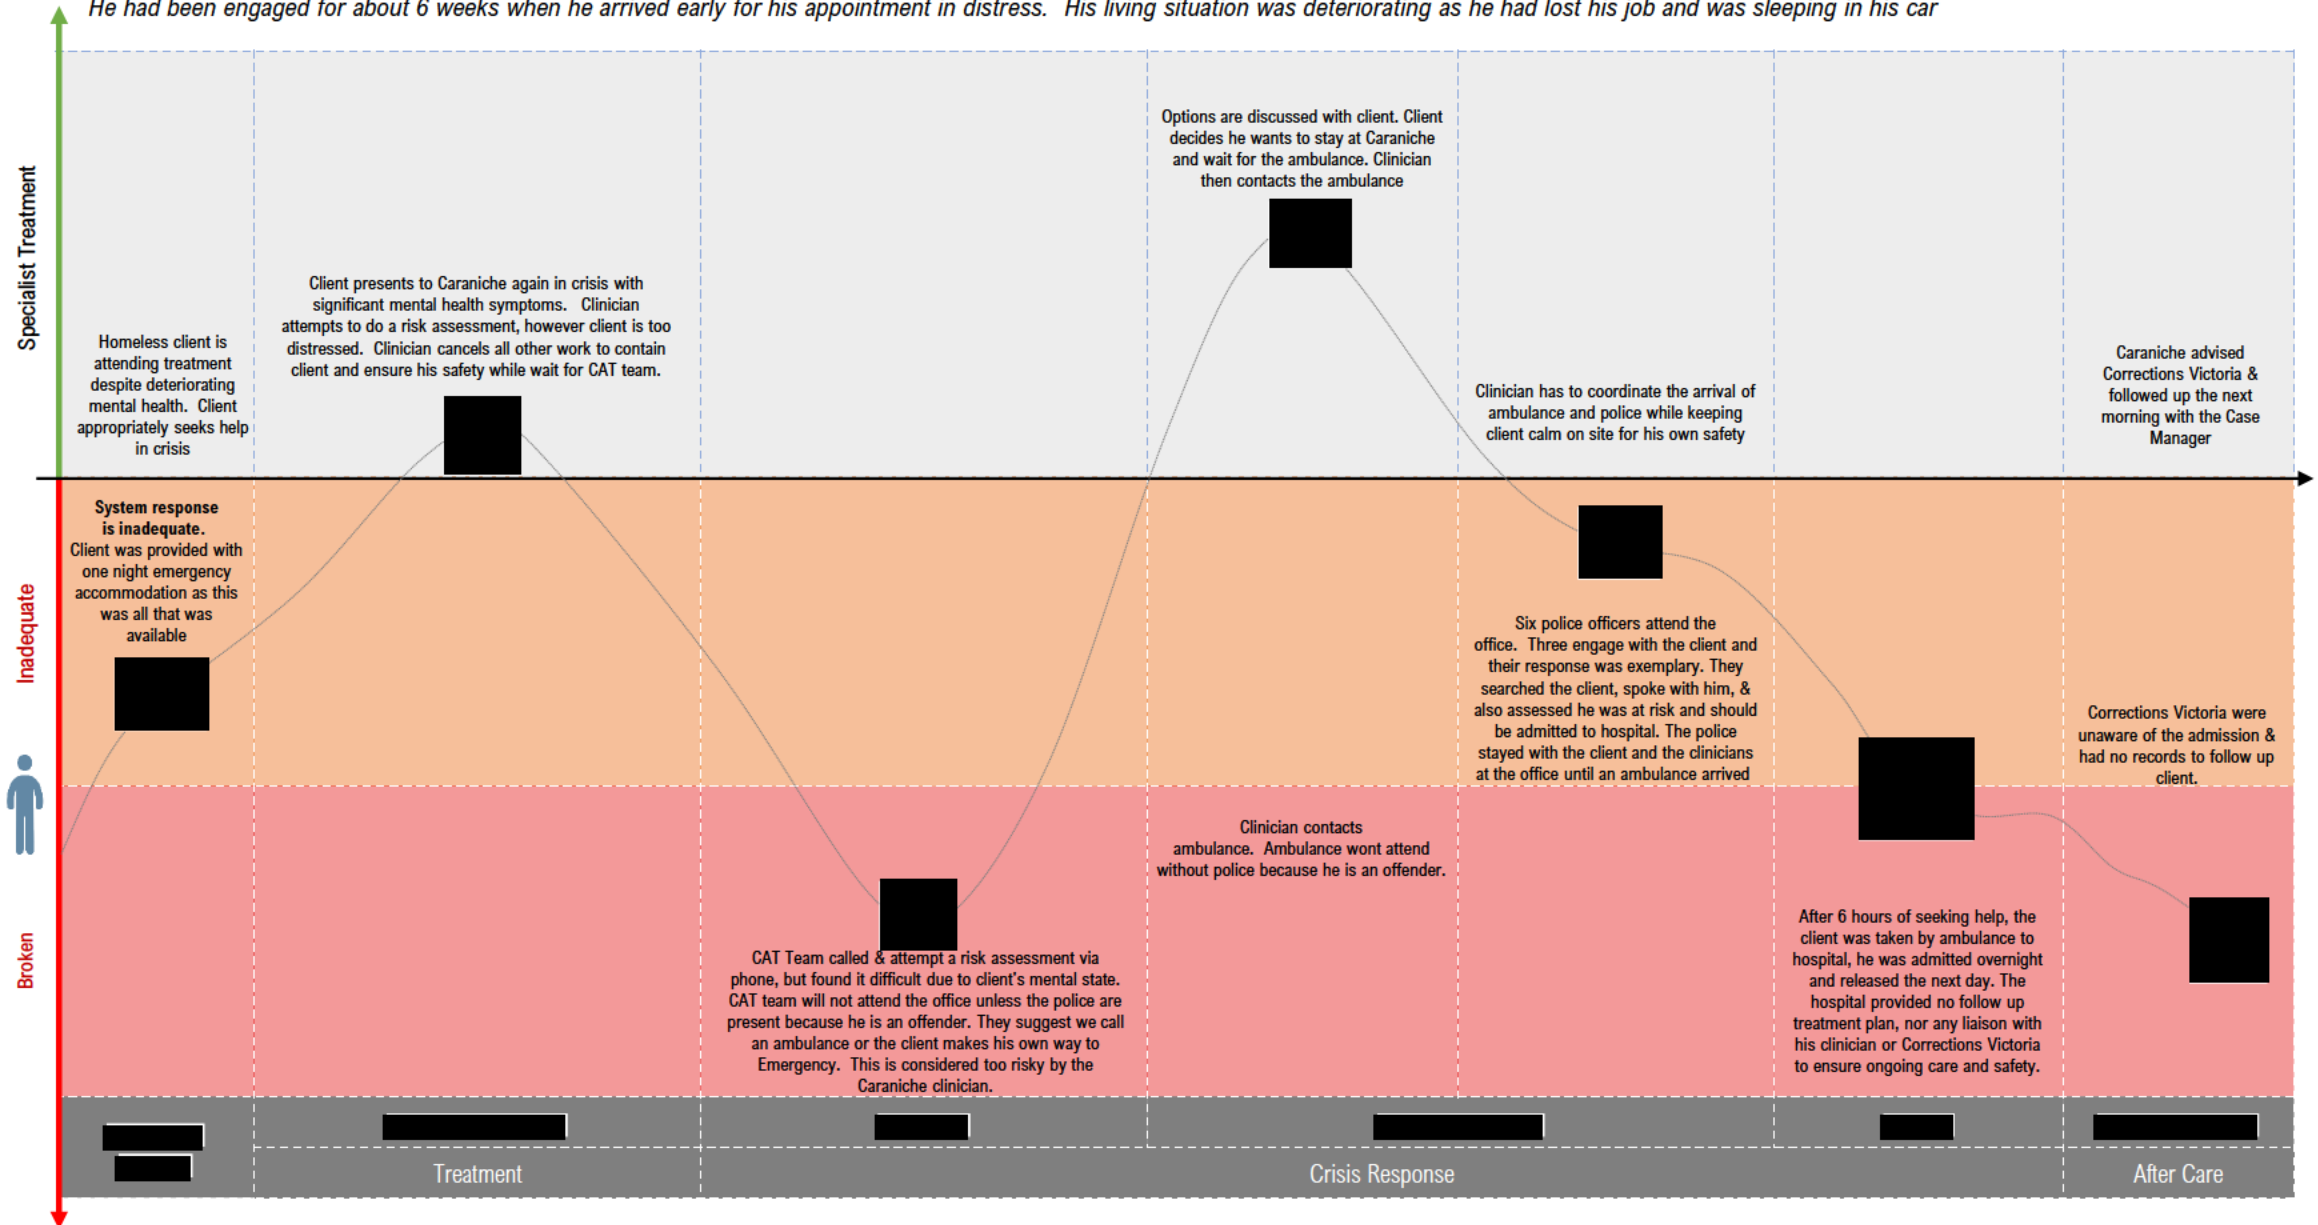 He had been engaged for about 6 weeks when he arrived early for his appointment in distress. His living situation was deteriorating as he had lost his job and was sleeping in his car
Specialist Treatment
Inadequate
Broken
Homeless client is
attending treatment
despite deteriorating
mental health. Client
appropriately seeks help
in crisis
System response
is inadequate.
Client was provided with
one night emergency
accommodation as this
was all that was
available
Client presents to Caraniche again in crisis with
significant mental health symptoms. Clinician
attempts to do a risk assessment, however client is too
distressed. Clinician cancels all other work to contain
client and ensure his safety while wait for CAT team.
CAT Team called & attempt a risk assessment via
phone, but found it difficult due to client's mental state.
CAT team will not attend the office unless the police are
present because he is an offender. They suggest we call
an ambulance or the client makes his own way to
Emergency. This is considered too risky by the
Caraniche clinician.
Options are discussed with client. Client
decides he wants to stay at Caraniche
and wait for the ambulance. Clinician
then contacts the ambulance
Clinician contacts
ambulance. Ambulance wont attend
without police because he is an offender.
Clinician has to coordinate the arrival of
ambulance and police while keeping
client calm on site for his own safety
Six police officers attend the
office. Three engage with the client and
their response was exemplary. They
searched the client, spoke with him, &
also assessed he was at risk and should
be admitted to hospital. The police
stayed with the client and the clinicians
at the office until an ambulance arrived
After 6 hours of seeking help, the
client was taken by ambulance to
hospital, he was admitted overnight
and released the next day. The
hospital provided no follow up
treatment plan, nor any liaison with
his clinician or Corrections Victoria
to ensure ongoing care and safety.
Caraniche advised
Corrections Victoria &
followed up the next
morning with the Case
Manager
Corrections Victoria were
unaware of the admission &
had no records to follow up
client.
Treatment
Crisis Response
After Care